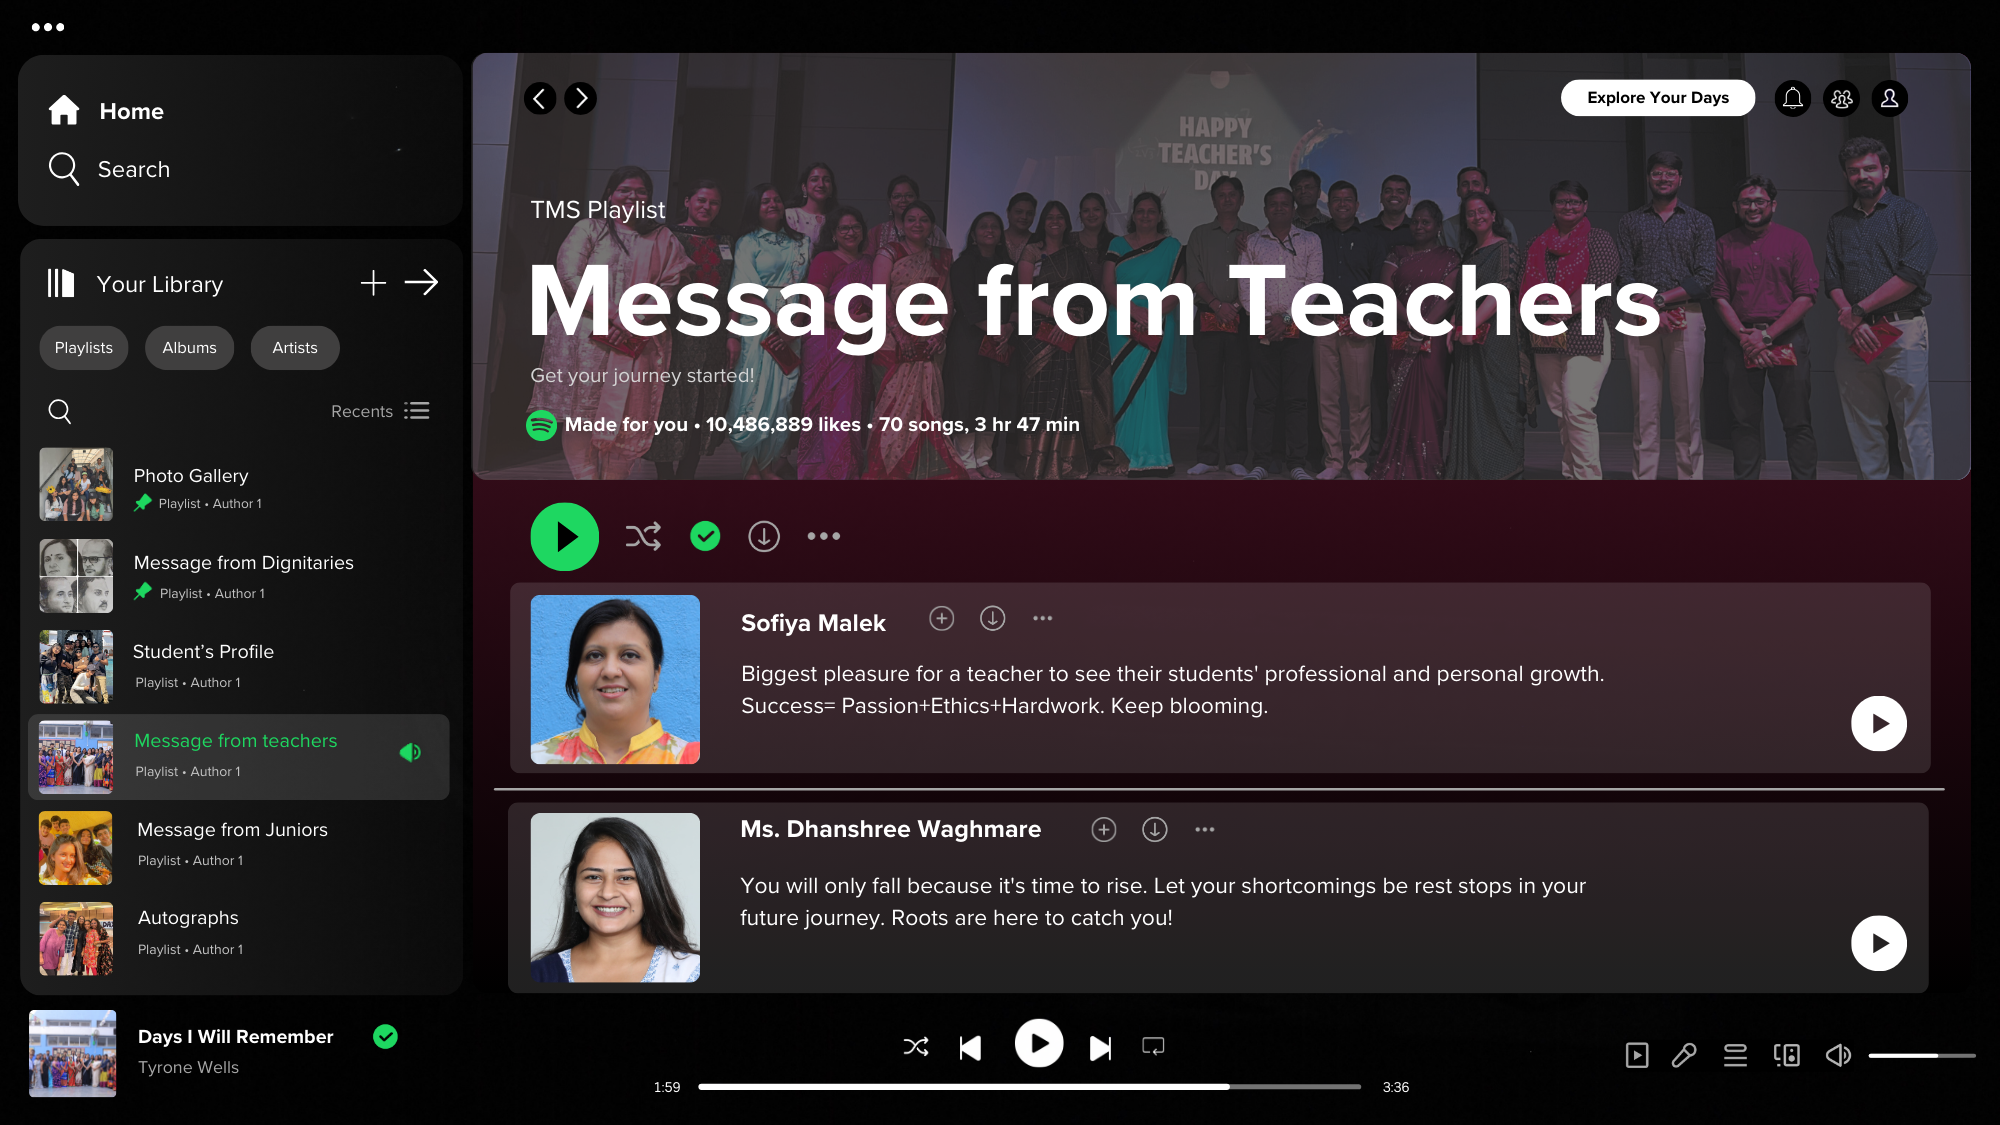 Home
Search
Your Library
Playlists
Albums
Artists
Recents
Photo Gallery
Playlist • Author 1
Message from Dignitaries
Playlist • Author 1
Student’s Profile
Playlist • Author 1
Message from teachers
Playlist • Author 1
Message from Juniors
Playlist • Author 1
Autographs
Playlist • Author 1
Explore Your Days
HAPPY
TEACHER'S
DAY
TMS Playlist
Message from Teachers
Get your journey started!
Made for you • 10,486,889 likes • 70 songs, 3 hr 47 min
Sofiya Malek
Biggest pleasure for a teacher to see their students' professional and personal growth.
Success= Passion+Ethics+Hardwork. Keep blooming.
Ms. Dhanshree Waghmare
You will only fall because it's time to rise. Let your shortcomings be rest stops in your
future journey. Roots are here to catch you!
Days I Will Remember
Tyrone Wells
1:59
3:36